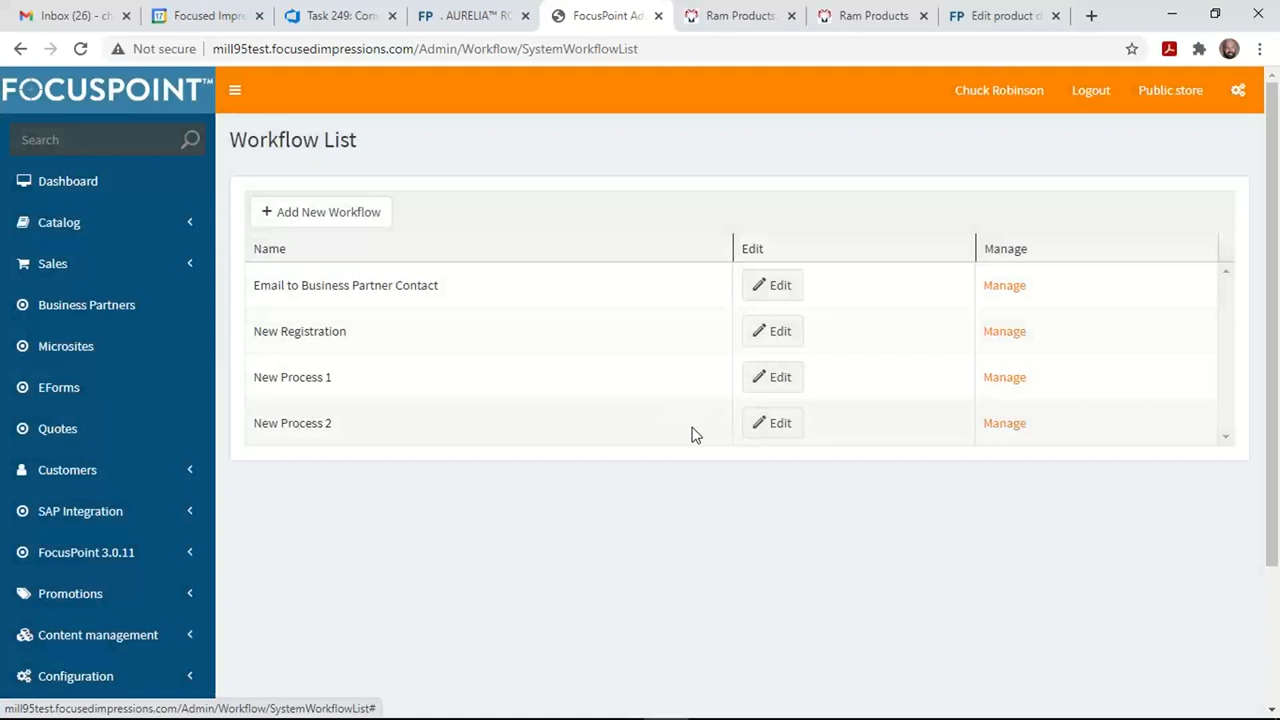 Inbox (26) - ch
Focused Impre
Task 249: Con
FP . AURELIA™ RC
FocusPoint Ad
Ram Products
Ram Products
FP Edit product d
Not secure mill95test.focusedimpressions.com/Admin/Workflow/SystemWorkflowList
FOCUSPOINT™
Chuck Robinson Logout Public store
Search
Workflow List
Dashboard
Catalog
Sales
Business Partners
Microsites
EForms
Quotes
Customers
SAP Integration
FocusPoint 3.0.11
Promotions
Content management
Configuration
+ Add New Workflow
Name Edit Manage
Email to Business Partner Contact Edit Manage
New Registration Edit Manage
New Process 1 Edit Manage
New Process 2 Edit Manage
mill95test.focusedimpressions.com/Admin/Workflow/SystemWorkflowList#